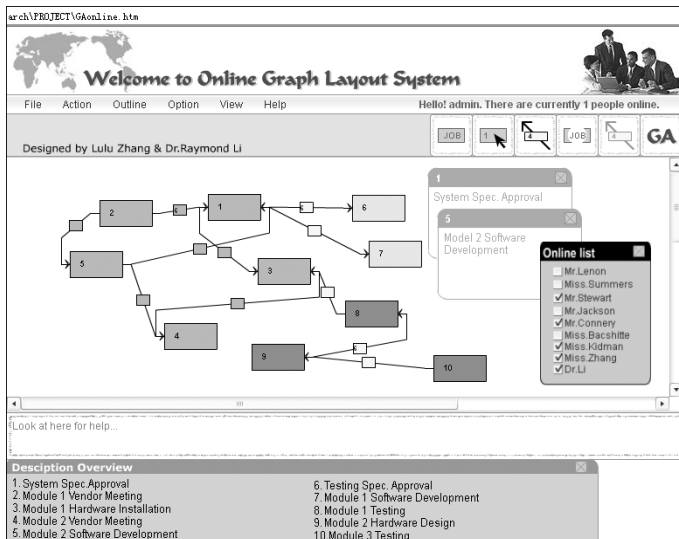 arch\PROJECT\GAonline.htm
Welcome to Online Graph Layout System
File Action Outline Option View Help
Hello! admin. There are currently 1 people online.
JOB 1 4 [JOB] 4 GA
Designed by Lulu Zhang & Dr.Raymond Li
1
System Spec. Approval
5
Model 2 Software
Development
Online list
Mr.Lenon
Miss.Summers
Mr.Stewart
Mr.Jackson
Mr.Connery
Miss.Bacshitte
Miss.Kidman
Miss.Zhang
Dr.Li
2
1
6
5
7
3
8
4
9
10
Look at here for help...
Desciption Overview
1. System Spec.Approval
2. Module 1 Vendor Meeting
3. Module 1 Hardware Installation
4. Module 2 Vendor Meeting
5. Module 2 Software Development
6. Testing Spec. Approval
7. Module 1 Software Development
8. Module 1 Testing
9. Module 2 Hardware Design
10.Module 3 Testing